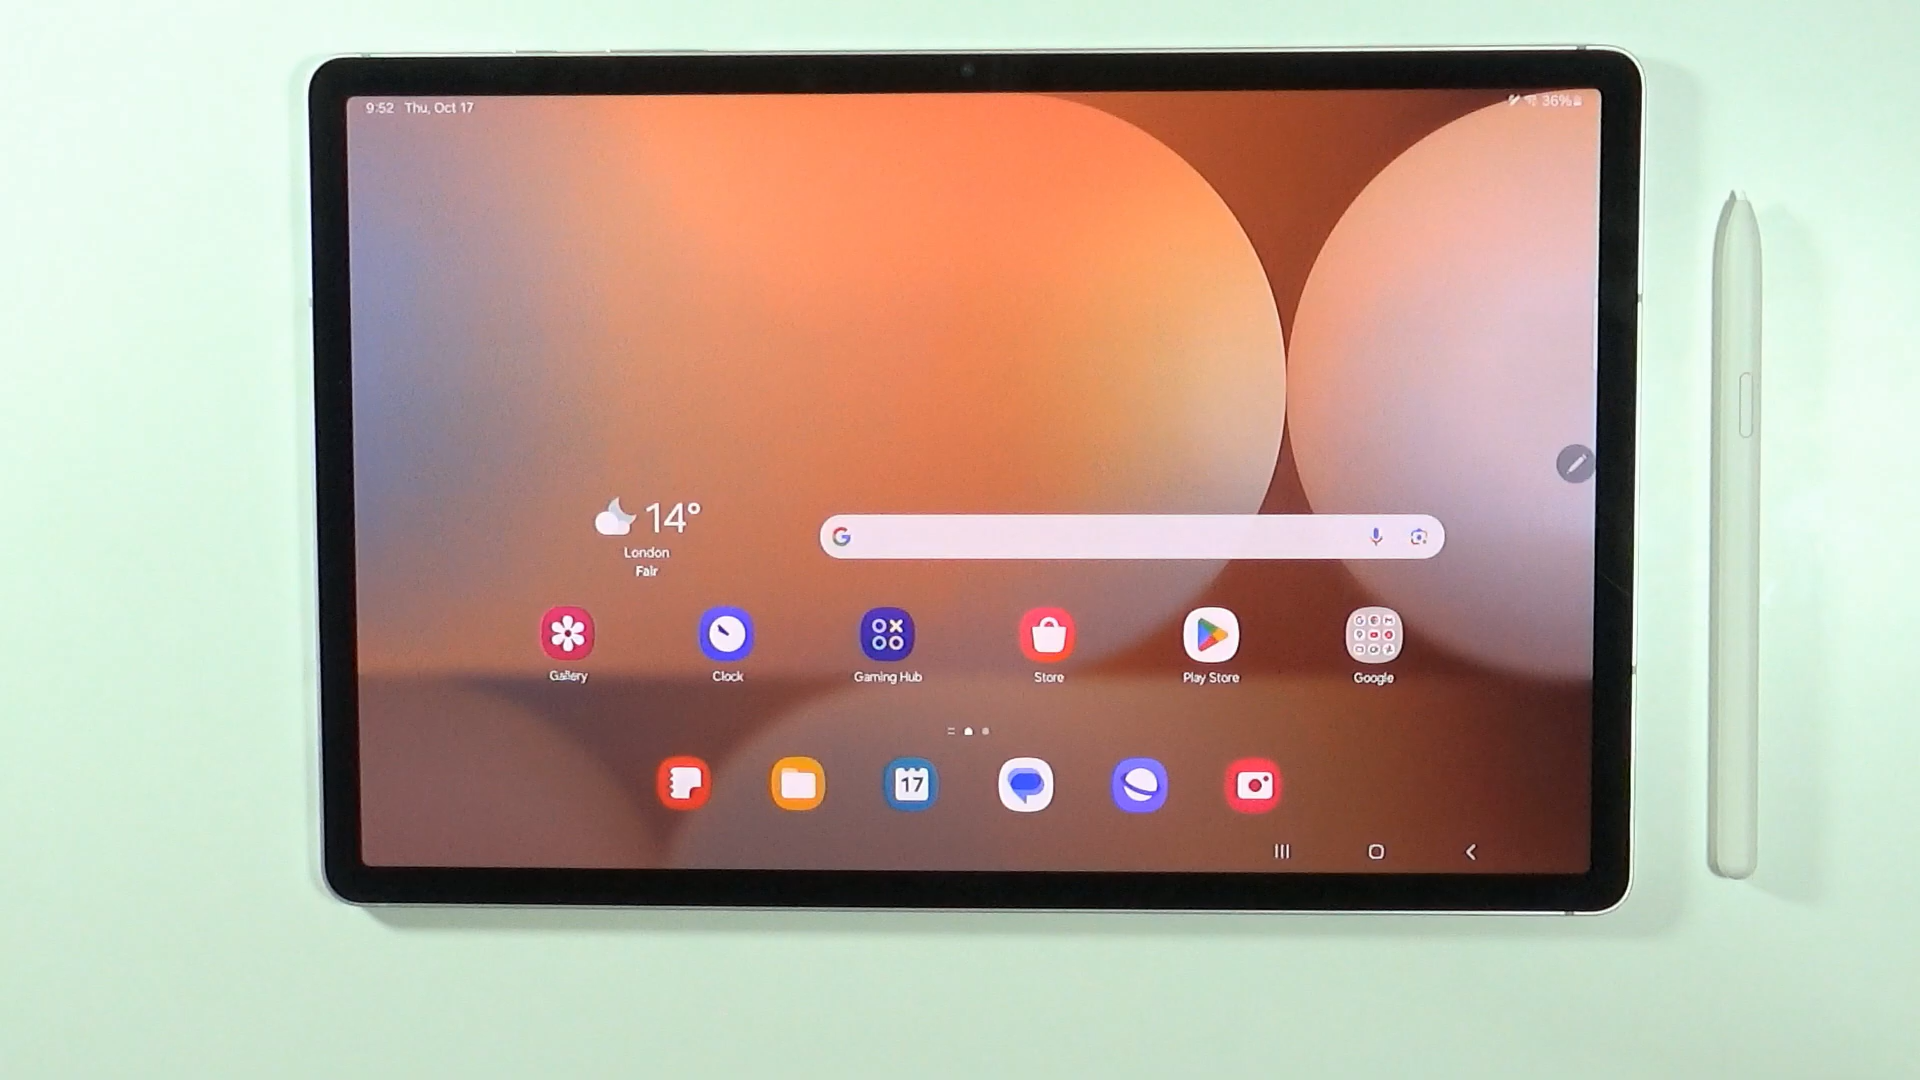 9:52 Thu, Oct 17
36%
14°
London
Fair
Gallery
Clock
Gaming Hub
Store
Play Store
Google
17